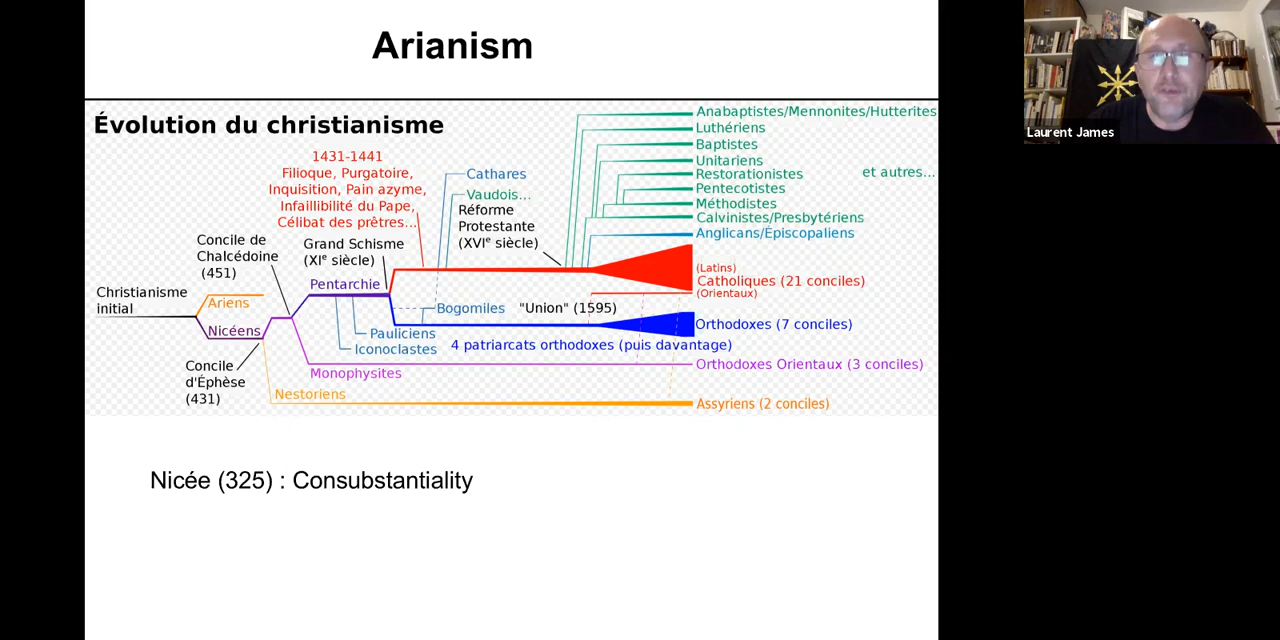 Arianism
Évolution du christianisme
1431-1441
Filioque, Purgatoire,
Inquisition, Pain azyme,
Infaillibilité du Pape,
Célibat des prêtres...
Cathares
Vaudois...
Réforme
Protestante
(XVIᵉ siècle)
Anabaptistes/Mennonites/Hutterites
Luthériens
Baptistes
Unitariens
Restorationistes
et autres...
Pentecotistes
Méthodistes
Calvinistes/Presbytériens
Anglicans/Épiscopaliens
Concile de
Chalcédoine
(451)
Grand Schisme
(XIᵉ siècle)
(Latins)
Catholiques (21 conciles)
(Orientaux)
Christianisme
initial
Ariens
Pentarchie
Nicéens
Bogomiles
"Union" (1595)
Orthodoxes (7 conciles)
Pauliciens
Iconoclastes
4 patriarcats orthodoxes (puis davantage)
Concile
d'Éphèse
(431)
Monophysites
Orthodoxes Orientaux (3 conciles)
Nestoriens
Assyriens (2 conciles)
Nicée (325) : Consubstantiality
Laurent James